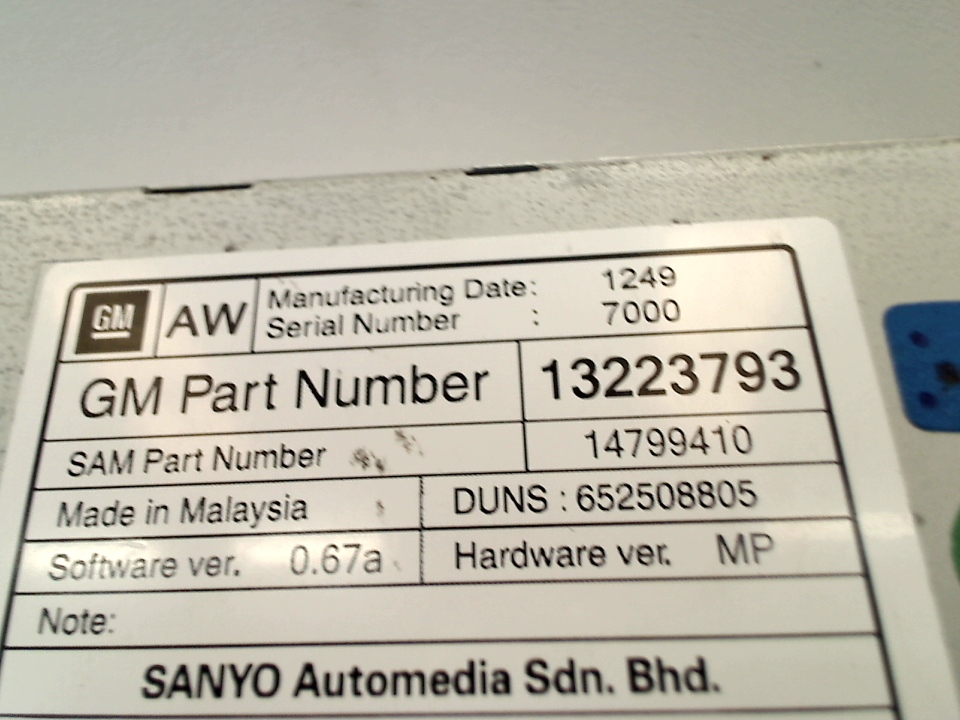 GM AW Manufacturing Date: 1249
Serial Number : 7000
GM Part Number 13223793
SAM Part Number 14799410
Made in Malaysia DUNS : 652508805
Software ver. 0.67a Hardware ver. MP
Note:
SANYO Automedia Sdn. Bhd.